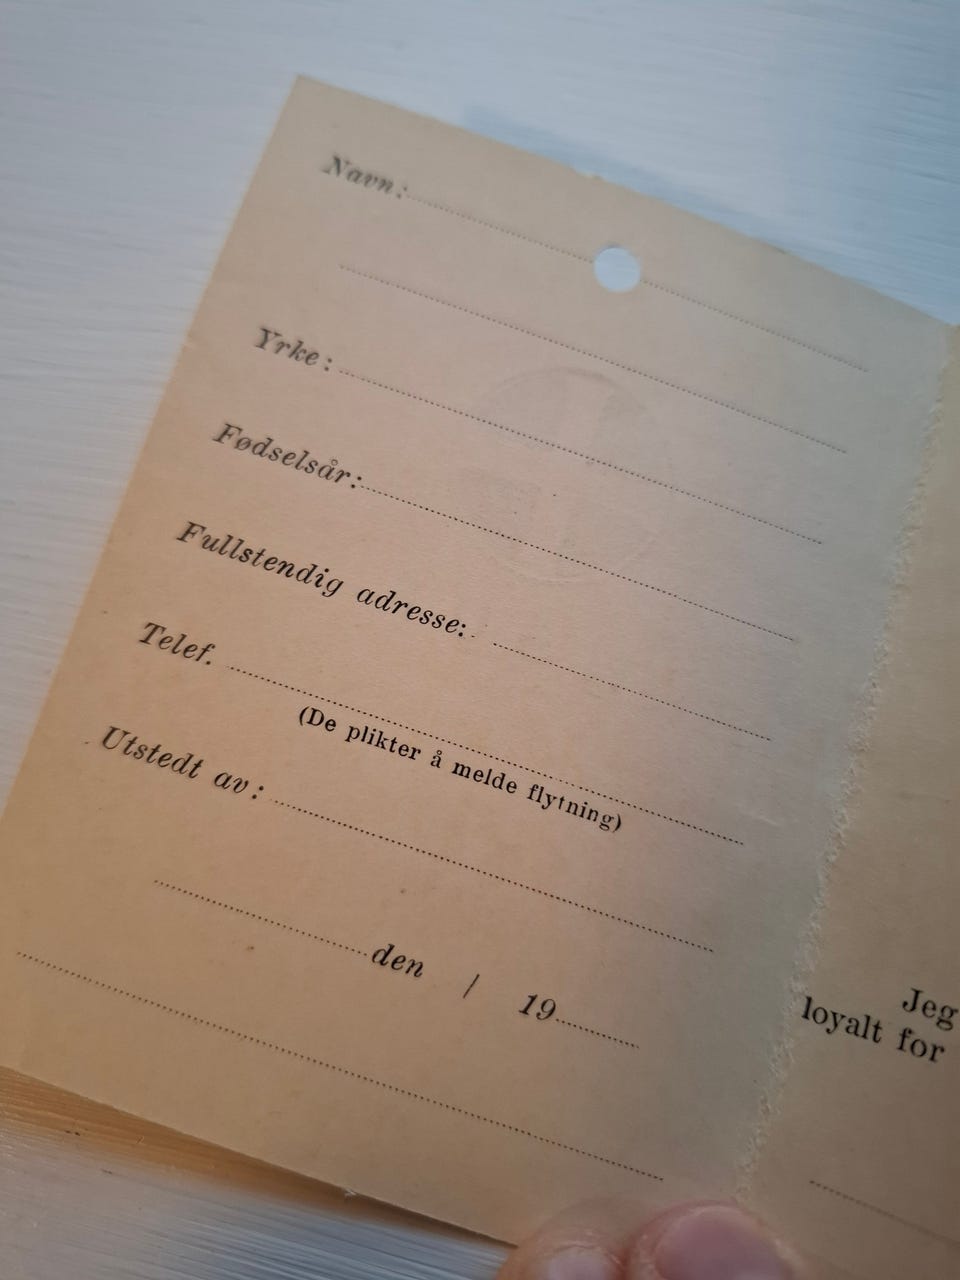 Navn:
Yrke:
Fødselsår:
Fullstendig adresse:
Telef.
(De plikter å melde flytning)
Utstedt av:
den / 19
Jeg
loyalt for